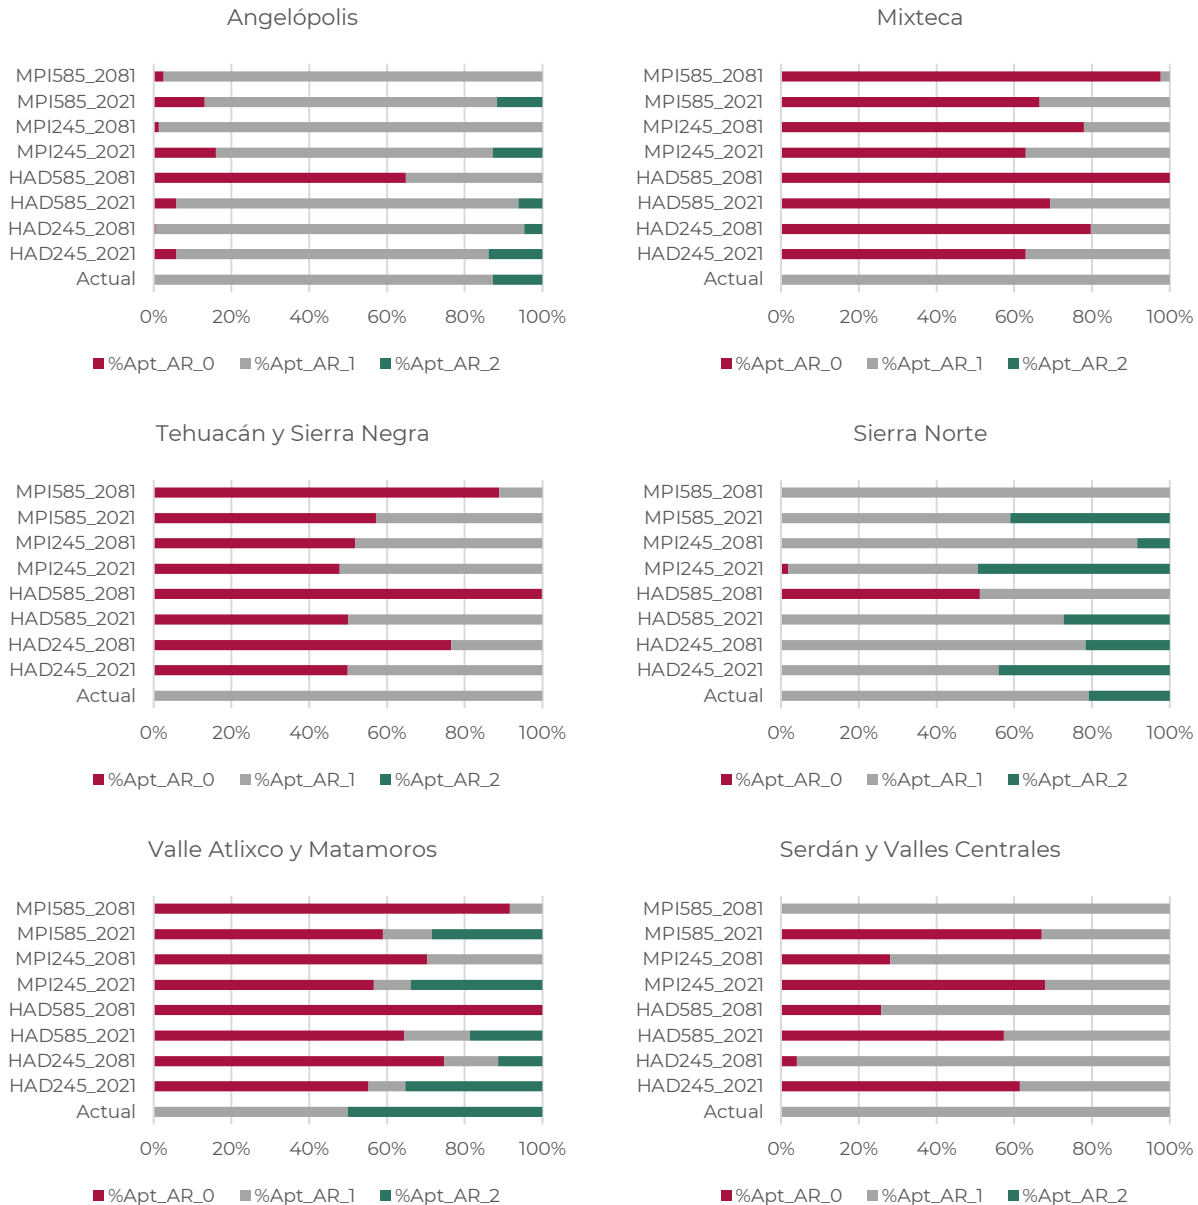 Angelópolis
MPI585_2081
MPI585_2021
MPI245_2081
MPI245_2021
HAD585_2081
HAD585_2021
HAD245_2081
HAD245_2021
Actual
0% 20% 40% 60% 80% 100%
%Apt_AR_0 %Apt_AR_1 %Apt_AR_2
Mixteca
MPI585_2081
MPI585_2021
MPI245_2081
MPI245_2021
HAD585_2081
HAD585_2021
HAD245_2081
HAD245_2021
Actual
0% 20% 40% 60% 80% 100%
%Apt_AR_0 %Apt_AR_1 %Apt_AR_2
Tehuacán y Sierra Negra
MPI585_2081
MPI585_2021
MPI245_2081
MPI245_2021
HAD585_2081
HAD585_2021
HAD245_2081
HAD245_2021
Actual
0% 20% 40% 60% 80% 100%
%Apt_AR_0 %Apt_AR_1 %Apt_AR_2
Sierra Norte
MPI585_2081
MPI585_2021
MPI245_2081
MPI245_2021
HAD585_2081
HAD585_2021
HAD245_2081
HAD245_2021
Actual
0% 20% 40% 60% 80% 100%
%Apt_AR_0 %Apt_AR_1 %Apt_AR_2
Valle Atlixco y Matamoros
MPI585_2081
MPI585_2021
MPI245_2081
MPI245_2021
HAD585_2081
HAD585_2021
HAD245_2081
HAD245_2021
Actual
0% 20% 40% 60% 80% 100%
%Apt_AR_0 %Apt_AR_1 %Apt_AR_2
Serdán y Valles Centrales
MPI585_2081
MPI585_2021
MPI245_2081
MPI245_2021
HAD585_2081
HAD585_2021
HAD245_2081
HAD245_2021
Actual
0% 20% 40% 60% 80% 100%
%Apt_AR_0 %Apt_AR_1 %Apt_AR_2